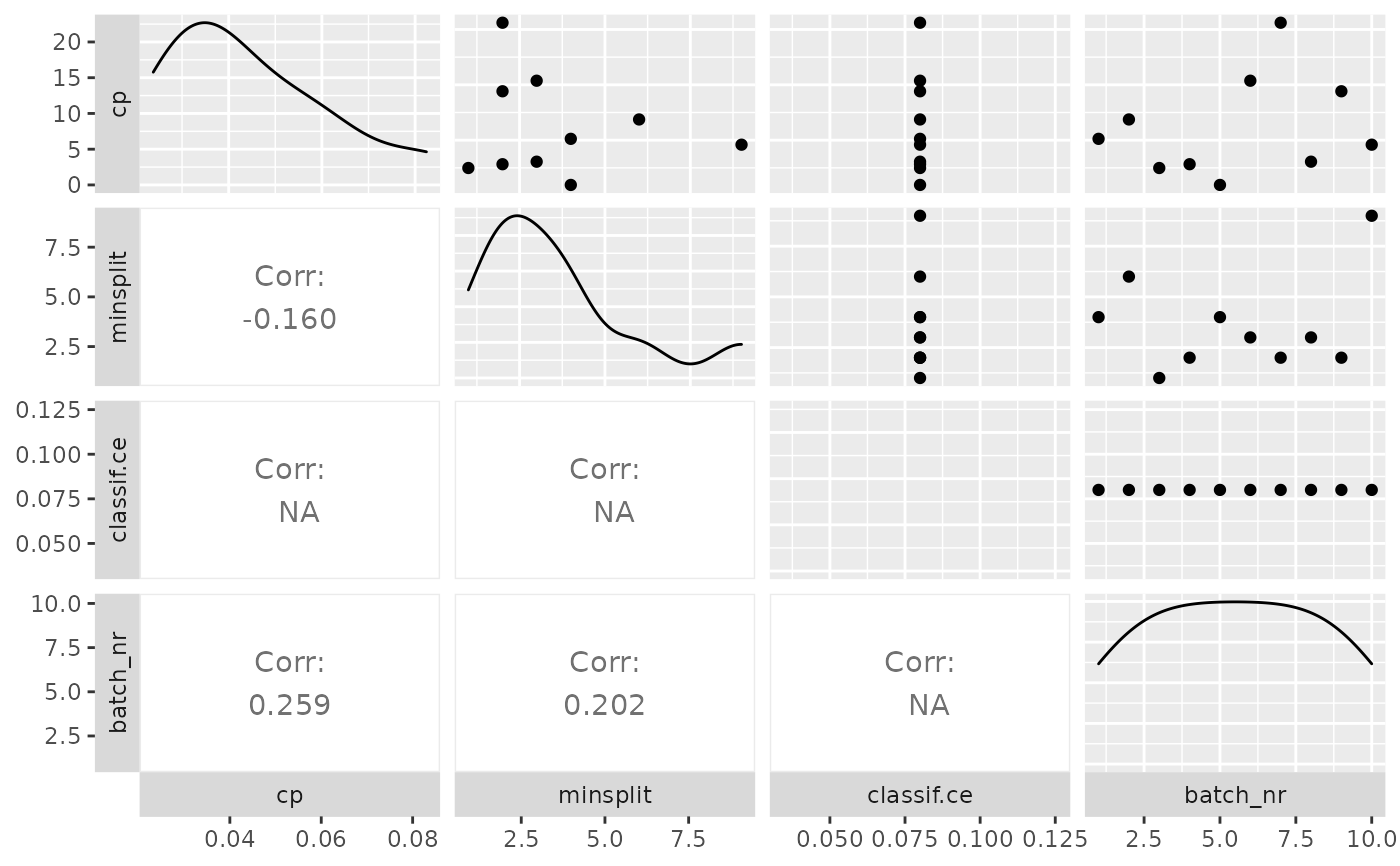 20
15
10
5
0
cp
7.5
5.0
2.5
minsplit
Corr:
-0.160
0.125
0.100
0.075
0.050
classif.ce
Corr:
NA
Corr:
NA
10.0
7.5
5.0
2.5
batch_nr
Corr:
0.259
Corr:
0.202
Corr:
NA
cp
minsplit
classif.ce
batch_nr
0.04 0.06 0.08
2.5 5.0 7.5
0.050 0.075 0.100 0.125
2.5 5.0 7.5 10.0